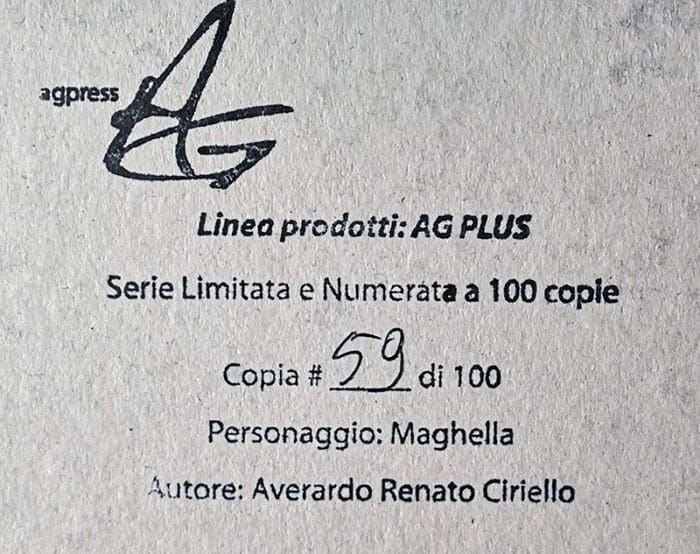 agpress AG
Linea prodotti: AG PLUS
Serie Limitata e Numerata a 100 copie
Copia # 59 di 100
Personaggio: Maghella
Autore: Averardo Renato Ciriello